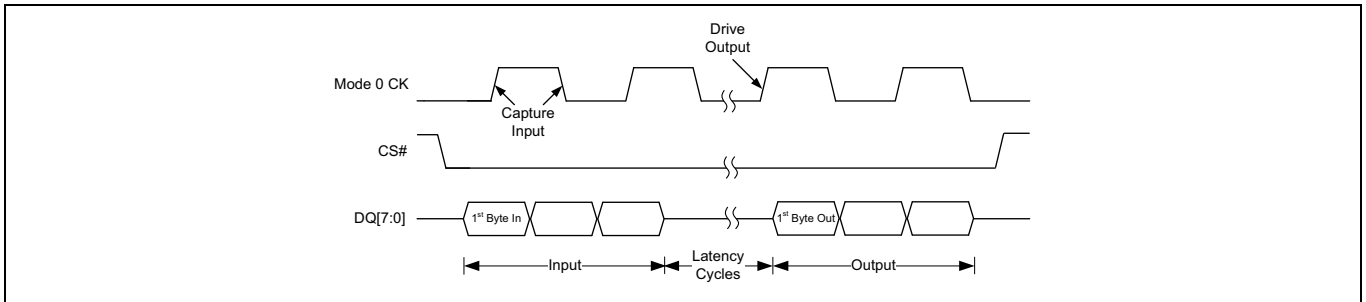 Drive
Output
Mode 0 CK
Capture
Input
CS#
DQ[7:0]
1st Byte In
1st Byte Out
Input
Latency
Cycles
Output